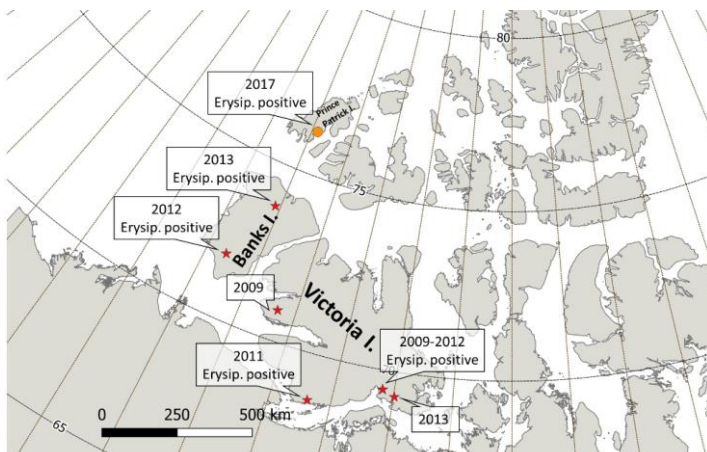 80
2017
Erysip. positive
Prince
Patrick I.
2013
Erysip. positive
75
2012
Erysip. positive
Banks I.
2009
Victoria I.
2009-2012
Erysip. positive
70
2011
Erysip. positive
2013
0 250 500 km
65